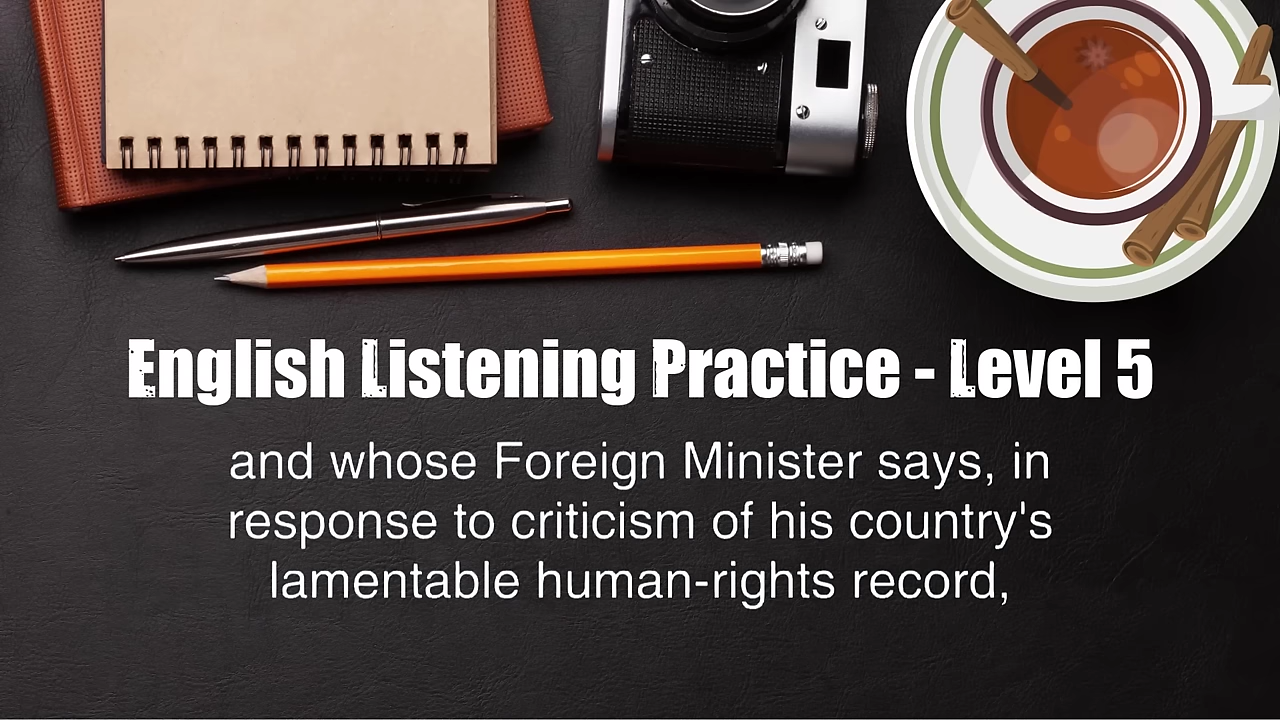 English Listening Practice - Level 5
and whose Foreign Minister says, in
response to criticism of his country's
lamentable human-rights record,